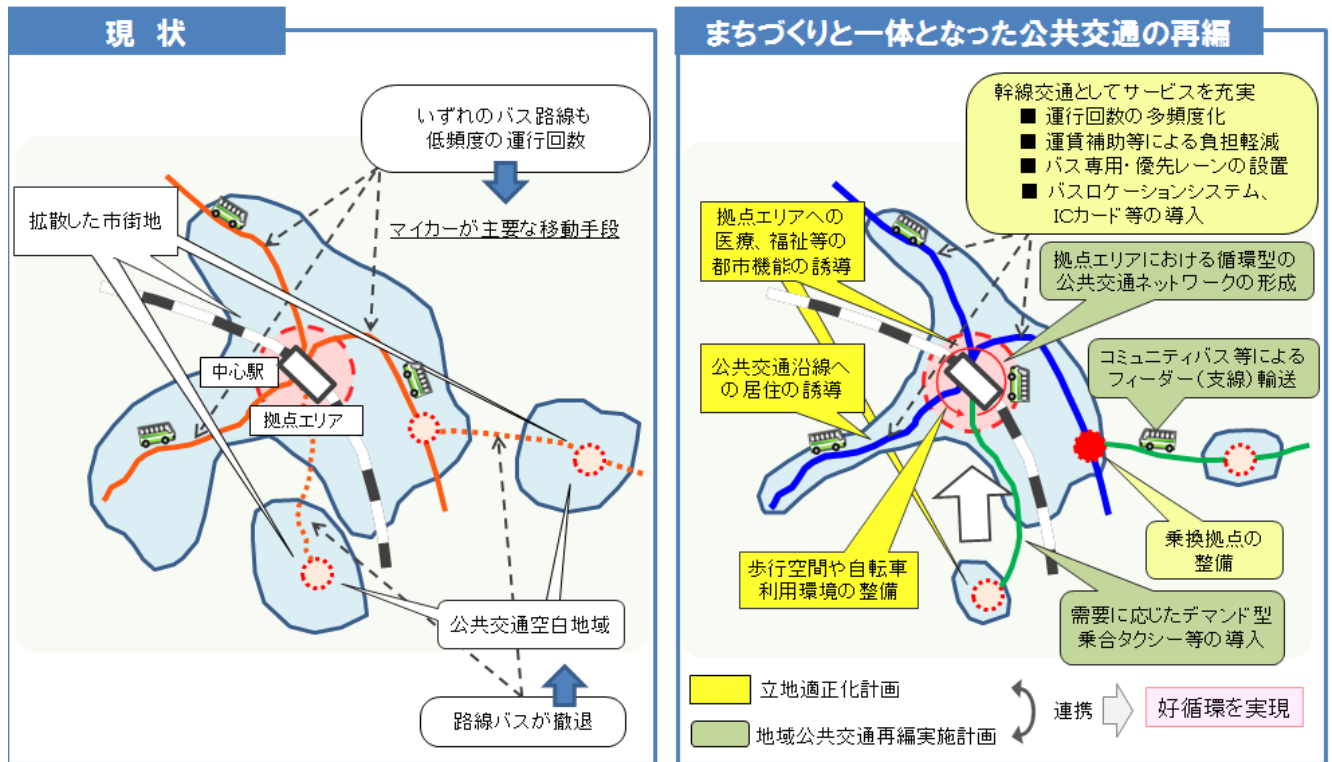 現 状
いずれのバス路線も
低頻度の運行回数
マイカーが主要な移動手段
拡散した市街地
中心駅
拠点エリア
公共交通空白地域
路線バスが撤退
まちづくりと一体となった公共交通の再編
幹線交通としてサービスを充実
■ 運行回数の多頻度化
■ 運賃補助等による負担軽減
■ バス専用・優先レーンの設置
■ バスロケーションシステム、
ICカード等の導入
拠点エリアへの
医療、福祉等の
都市機能の誘導
拠点エリアにおける循環型の
公共交通ネットワークの形成
公共交通沿線へ
の居住の誘導
コミュニティバス等による
フィーダー(支線)輸送
歩行空間や自転車
利用環境の整備
乗換拠点の
整備
需要に応じたデマンド型
乗合タクシー等の導入
立地適正化計画
地域公共交通再編実施計画
連携
好循環を実現